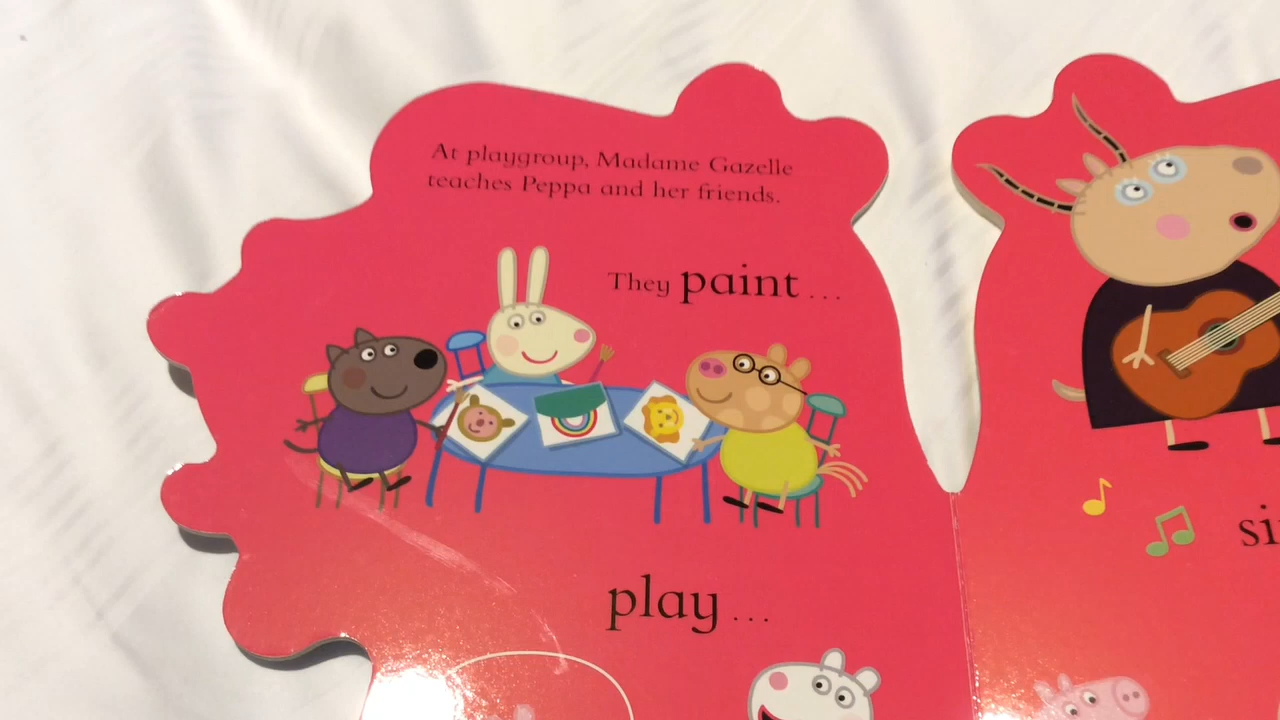 At playgroup, Madame Gazelle
teaches Peppa and her friends.
They paint ...
play ...